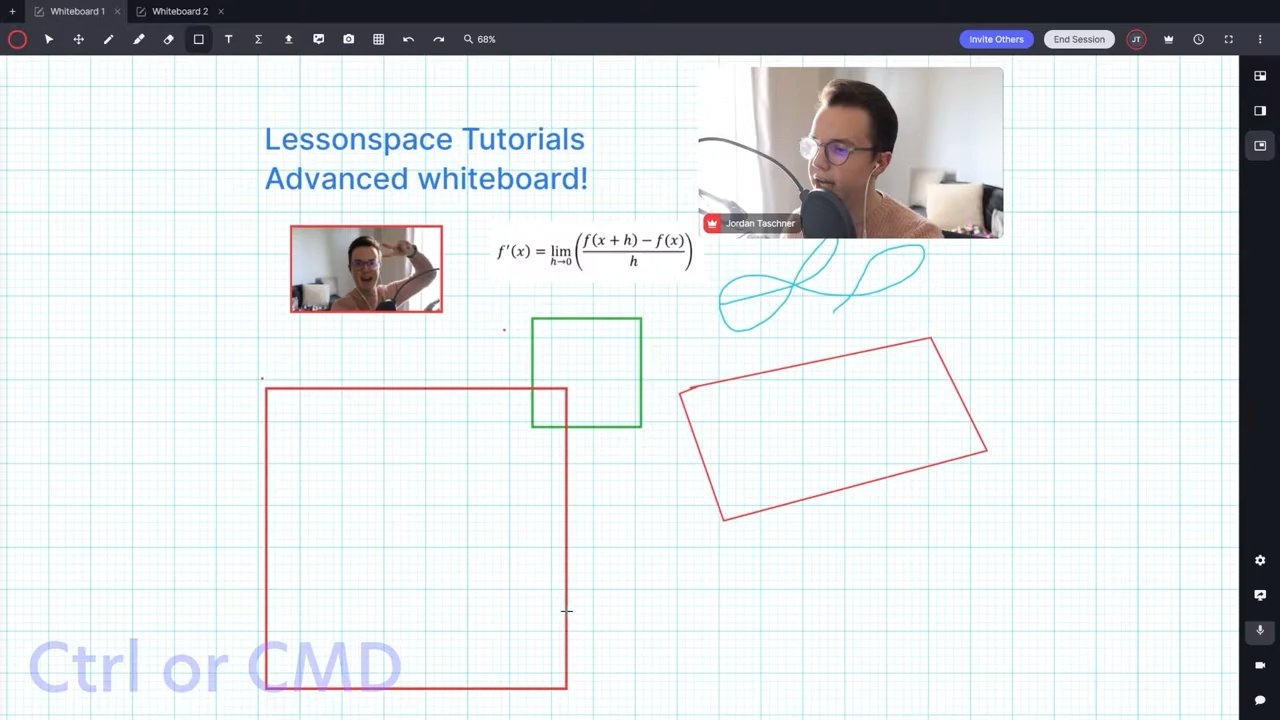 Whiteboard 1
Whiteboard 2
68%
Invite Others
End Session
JT
Lessonspace Tutorials
Advanced whiteboard!
Jordan Taschner
f′(x) = lim h→0 ( f(x + h) − f(x) / h )
Ctrl or CMD